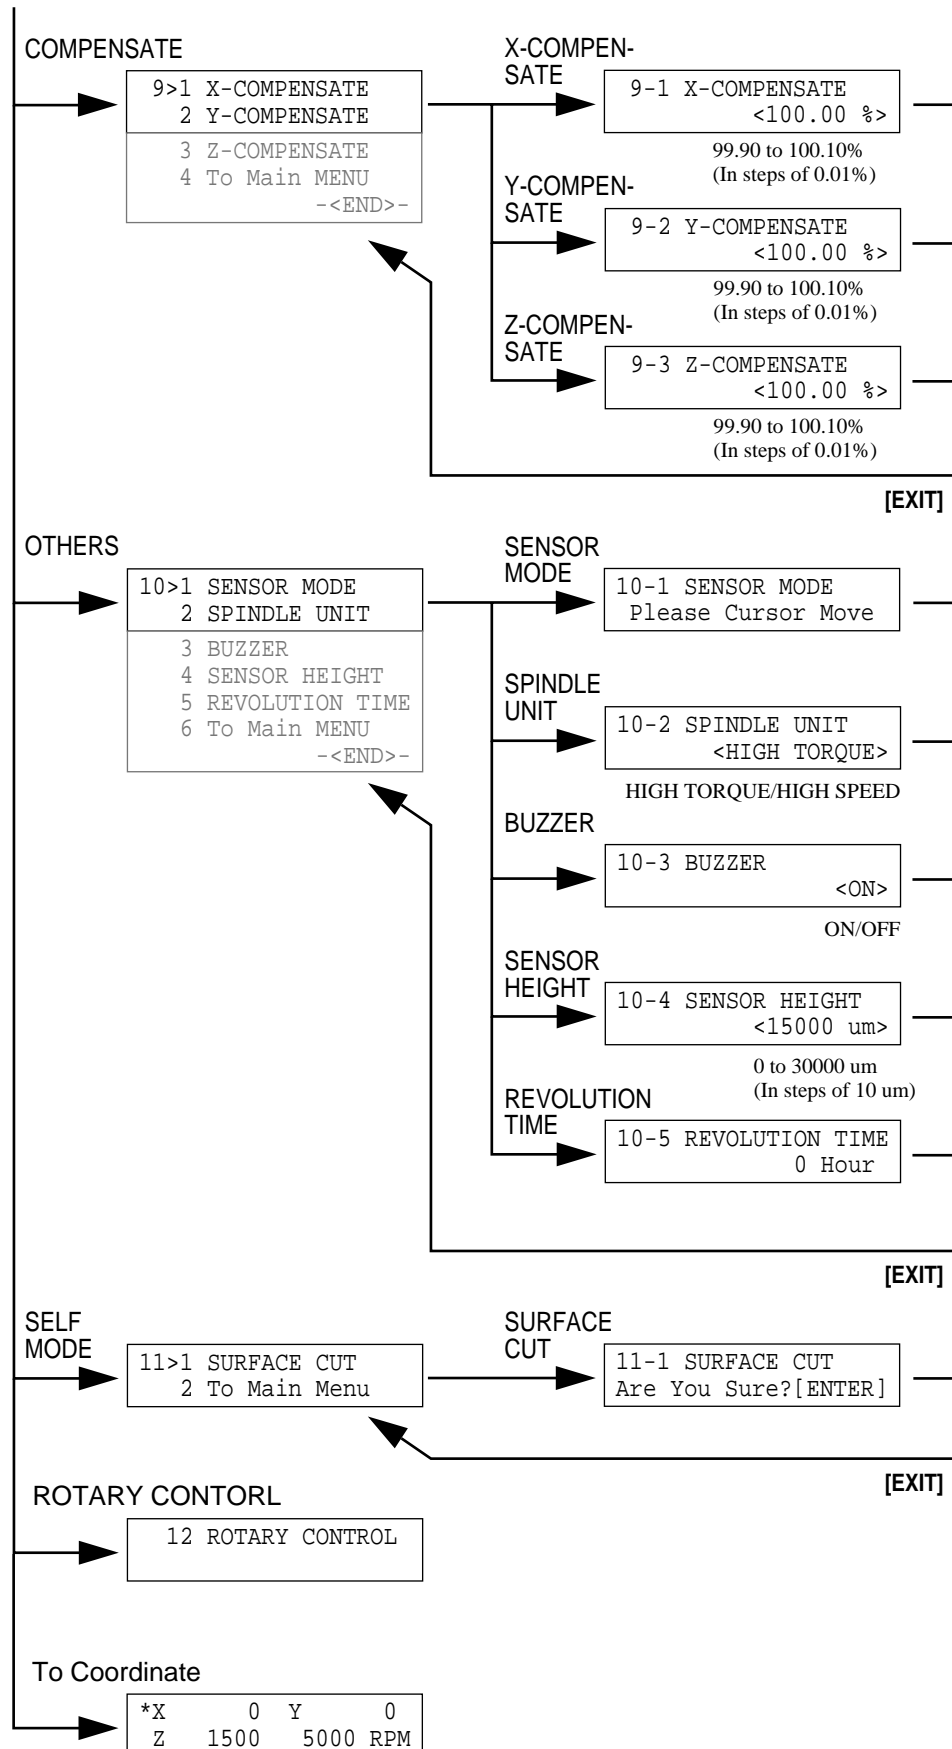 COMPENSATE
9>1 X-COMPENSATE
2 Y-COMPENSATE
3 Z-COMPENSATE
4 To Main MENU
-<END>-
X-COMPEN-
SATE
9-1 X-COMPENSATE
<100.00 %>
99.90 to 100.10%
(In steps of 0.01%)
Y-COMPEN-
SATE
9-2 Y-COMPENSATE
<100.00 %>
99.90 to 100.10%
(In steps of 0.01%)
Z-COMPEN-
SATE
9-3 Z-COMPENSATE
<100.00 %>
99.90 to 100.10%
(In steps of 0.01%)
[EXIT]
OTHERS
10>1 SENSOR MODE
2 SPINDLE UNIT
3 BUZZER
4 SENSOR HEIGHT
5 REVOLUTION TIME
6 To Main MENU
-<END>-
SENSOR
MODE
10-1 SENSOR MODE
Please Cursor Move
SPINDLE
UNIT
10-2 SPINDLE UNIT
<HIGH TORQUE>
HIGH TORQUE/HIGH SPEED
BUZZER
10-3 BUZZER
<ON>
ON/OFF
SENSOR
HEIGHT
10-4 SENSOR HEIGHT
<15000 um>
0 to 30000 um
(In steps of 10 um)
REVOLUTION
TIME
10-5 REVOLUTION TIME
0 Hour
[EXIT]
SELF
MODE
11>1 SURFACE CUT
2 To Main Menu
SURFACE
CUT
11-1 SURFACE CUT
Are You Sure?[ENTER]
[EXIT]
ROTARY CONTORL
12 ROTARY CONTROL
To Coordinate
*X 0 Y 0
Z 1500 5000 RPM